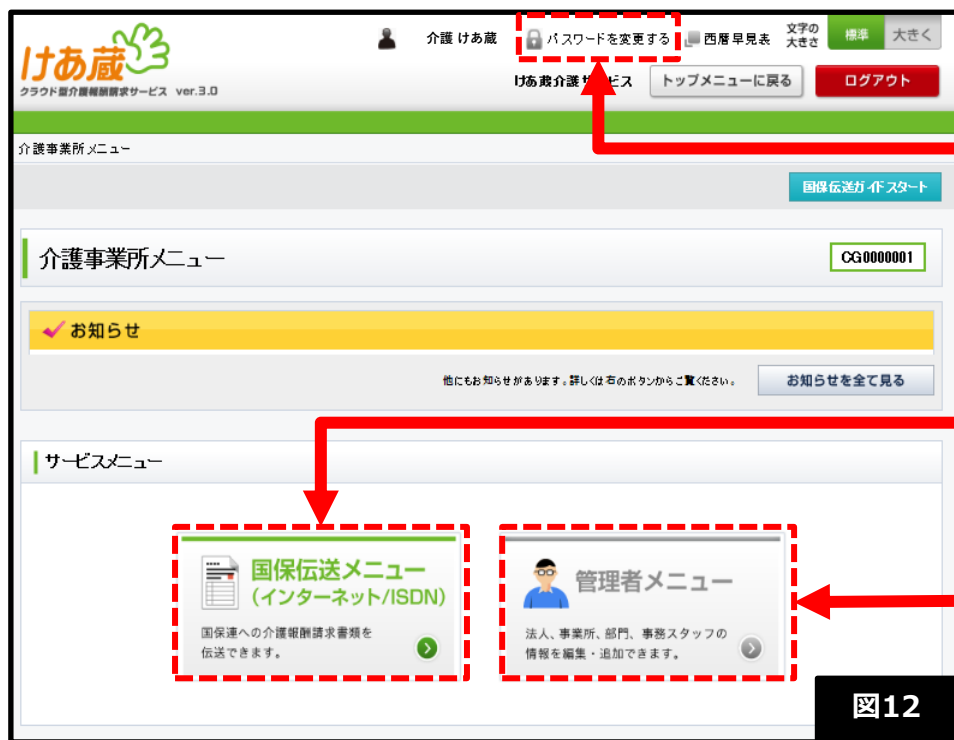 けあ蔵
クラウド型介護報酬請求サービス ver.3.0
介護 けあ蔵
パスワードを変更する
西暦早見表
文字の
大きさ
標準
大きく
けあ蔵介護サービス
トップメニューに戻る
ログアウト
介護事業所メニュー
国保伝送ガイドスタート
介護事業所メニュー
CG0000001
お知らせ
他にもお知らせがあります。詳しくは右のボタンからご覧ください。
お知らせを全て見る
サービスメニュー
国保伝送メニュー
(インターネット/ISDN)
国保連への介護報酬請求書類を
伝送できます。
管理者メニュー
法人、事業所、部門、事務スタッフの
情報を編集・追加できます。
図12